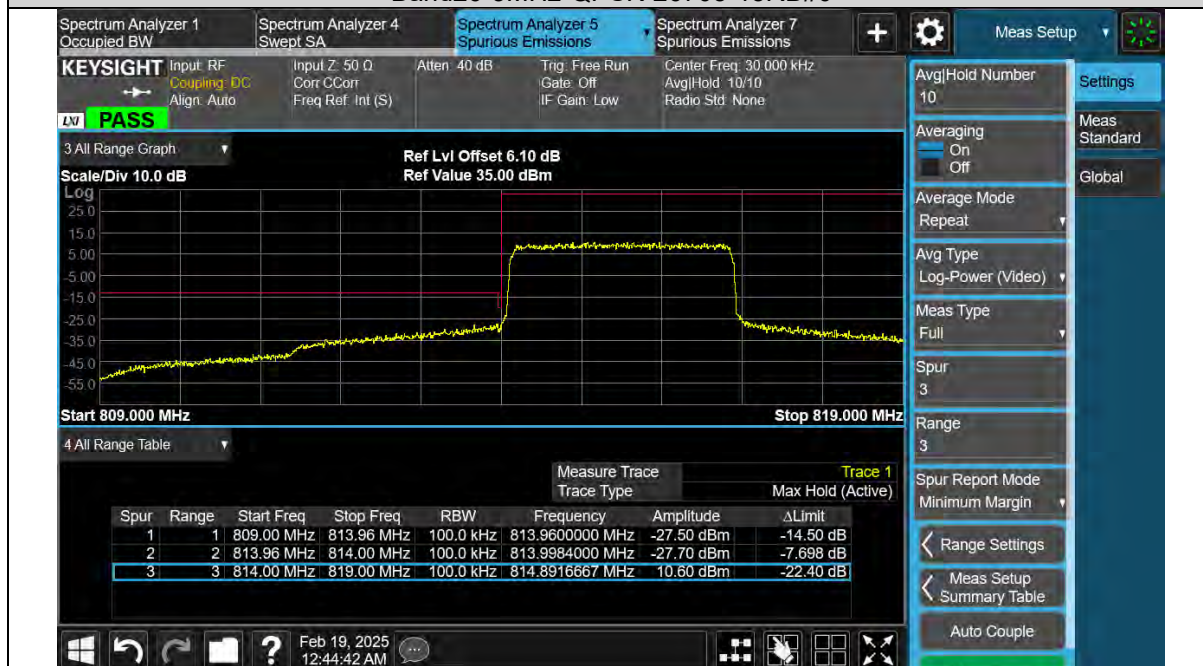 Spectrum Analyzer 1 Spectrum Analyzer 4 Spectrum Analyzer 5 Spectrum Analyzer 7 Meas Setup
Occupied BW Swept SA Spurious Emissions Spurious Emissions
KEYSIGHT Input: RF Input Z: 50 Ω Atten: 40 dB Trig: Free Run Center Freq: 30.000 kHz
Coupling: DC Corr CCorr Gate: Off Avg|Hold: 10/10
Align: Auto Freq Ref: Int (S) IF Gain: Low Radio Std: None
LXI PASS
3 All Range Graph
Ref Lvl Offset 6.10 dB
Scale/Div 10.0 dB Ref Value 35.00 dBm
Log
25.0
15.0
5.00
-5.00
-15.0
-25.0
-35.0
-45.0
-55.0
Start 809.000 MHz Stop 819.000 MHz
4 All Range Table
Measure Trace Trace 1
Trace Type Max Hold (Active)
Spur Range Start Freq Stop Freq RBW Frequency Amplitude ΔLimit
1 1 809.00 MHz 813.96 MHz 100.0 kHz 813.9600000 MHz -27.50 dBm -14.50 dB
2 2 813.96 MHz 814.00 MHz 100.0 kHz 813.9984000 MHz -27.70 dBm -7.698 dB
3 3 814.00 MHz 819.00 MHz 100.0 kHz 814.8916667 MHz 10.60 dBm -22.40 dB
Feb 19, 2025
12:44:42 AM
Avg|Hold Number
10
Averaging
On
Off
Average Mode
Repeat
Avg Type
Log-Power (Video)
Meas Type
Full
Spur
3
Range
3
Spur Report Mode
Minimum Margin
Range Settings
Meas Setup
Summary Table
Auto Couple
Settings
Meas
Standard
Global